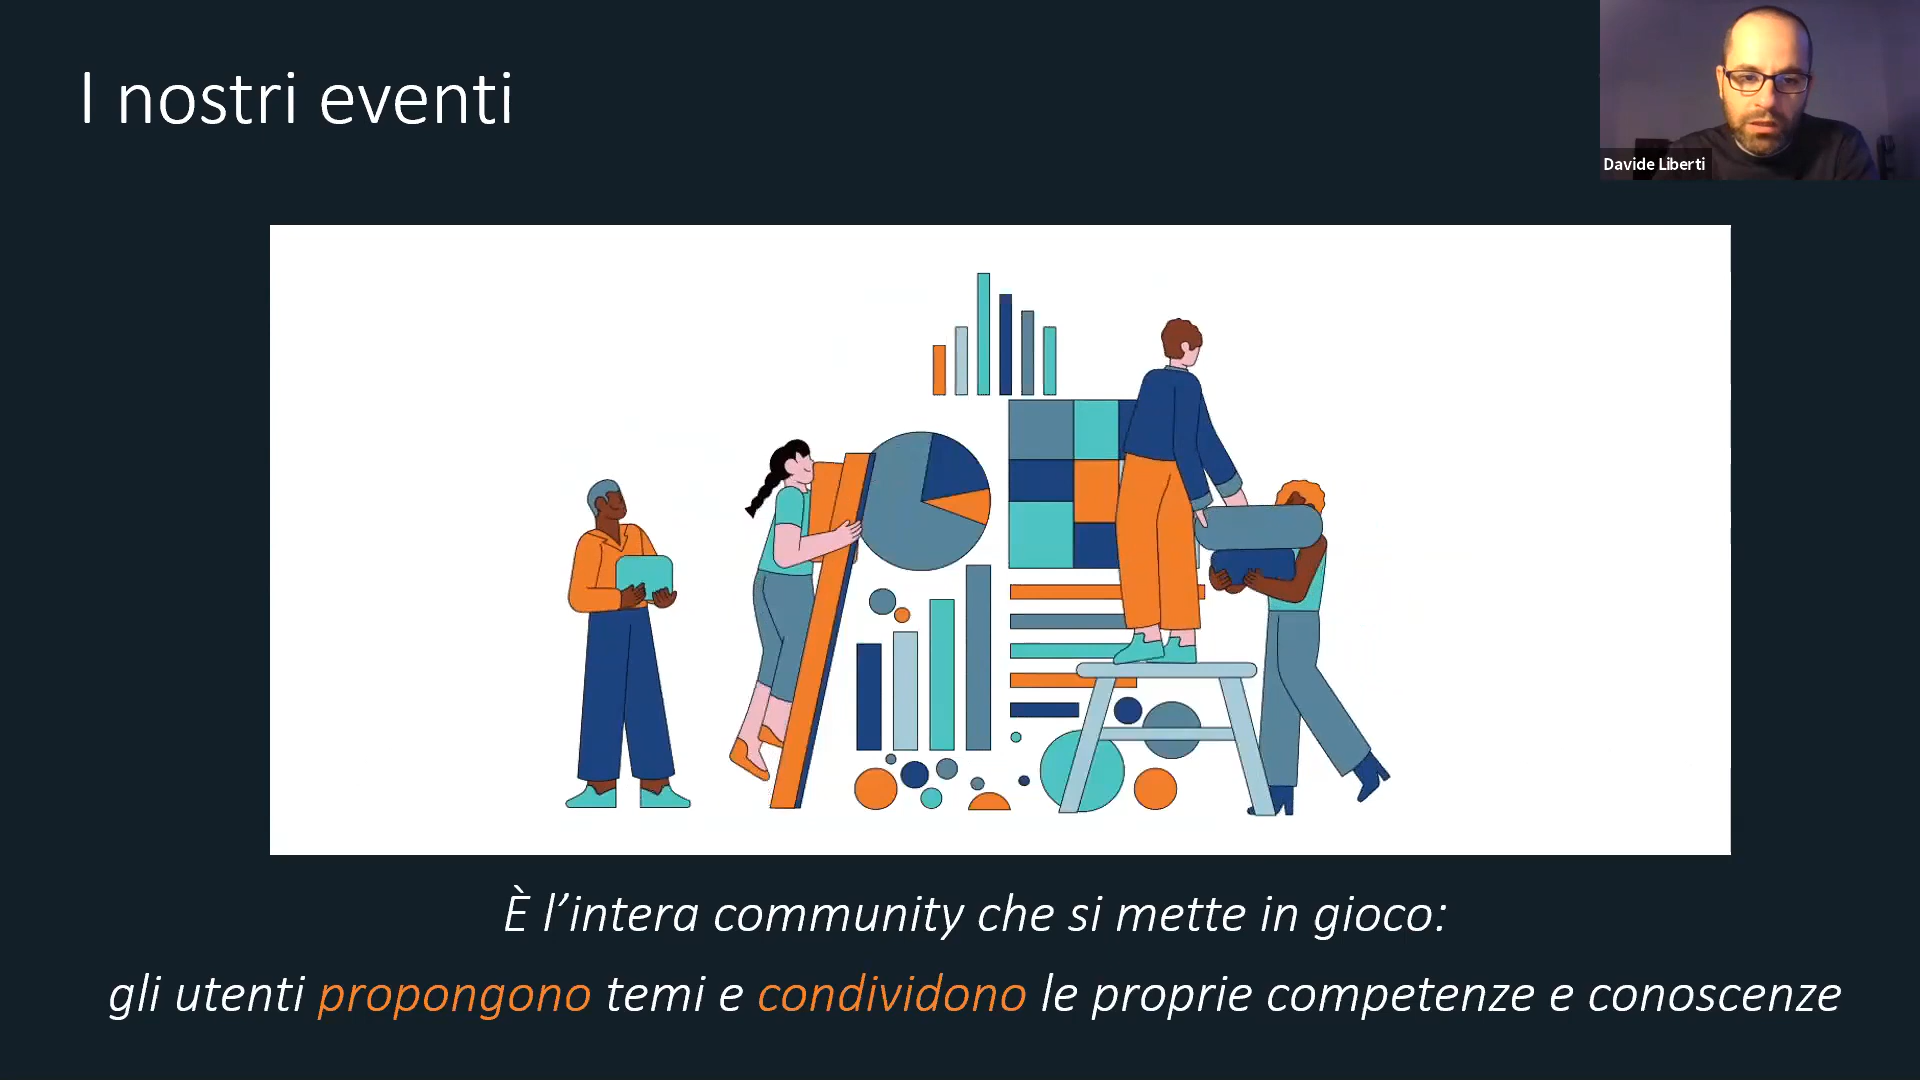 I nostri eventi
Davide Liberti
È l’intera community che si mette in gioco:
gli utenti propongono temi e condividono le proprie competenze e conoscenze